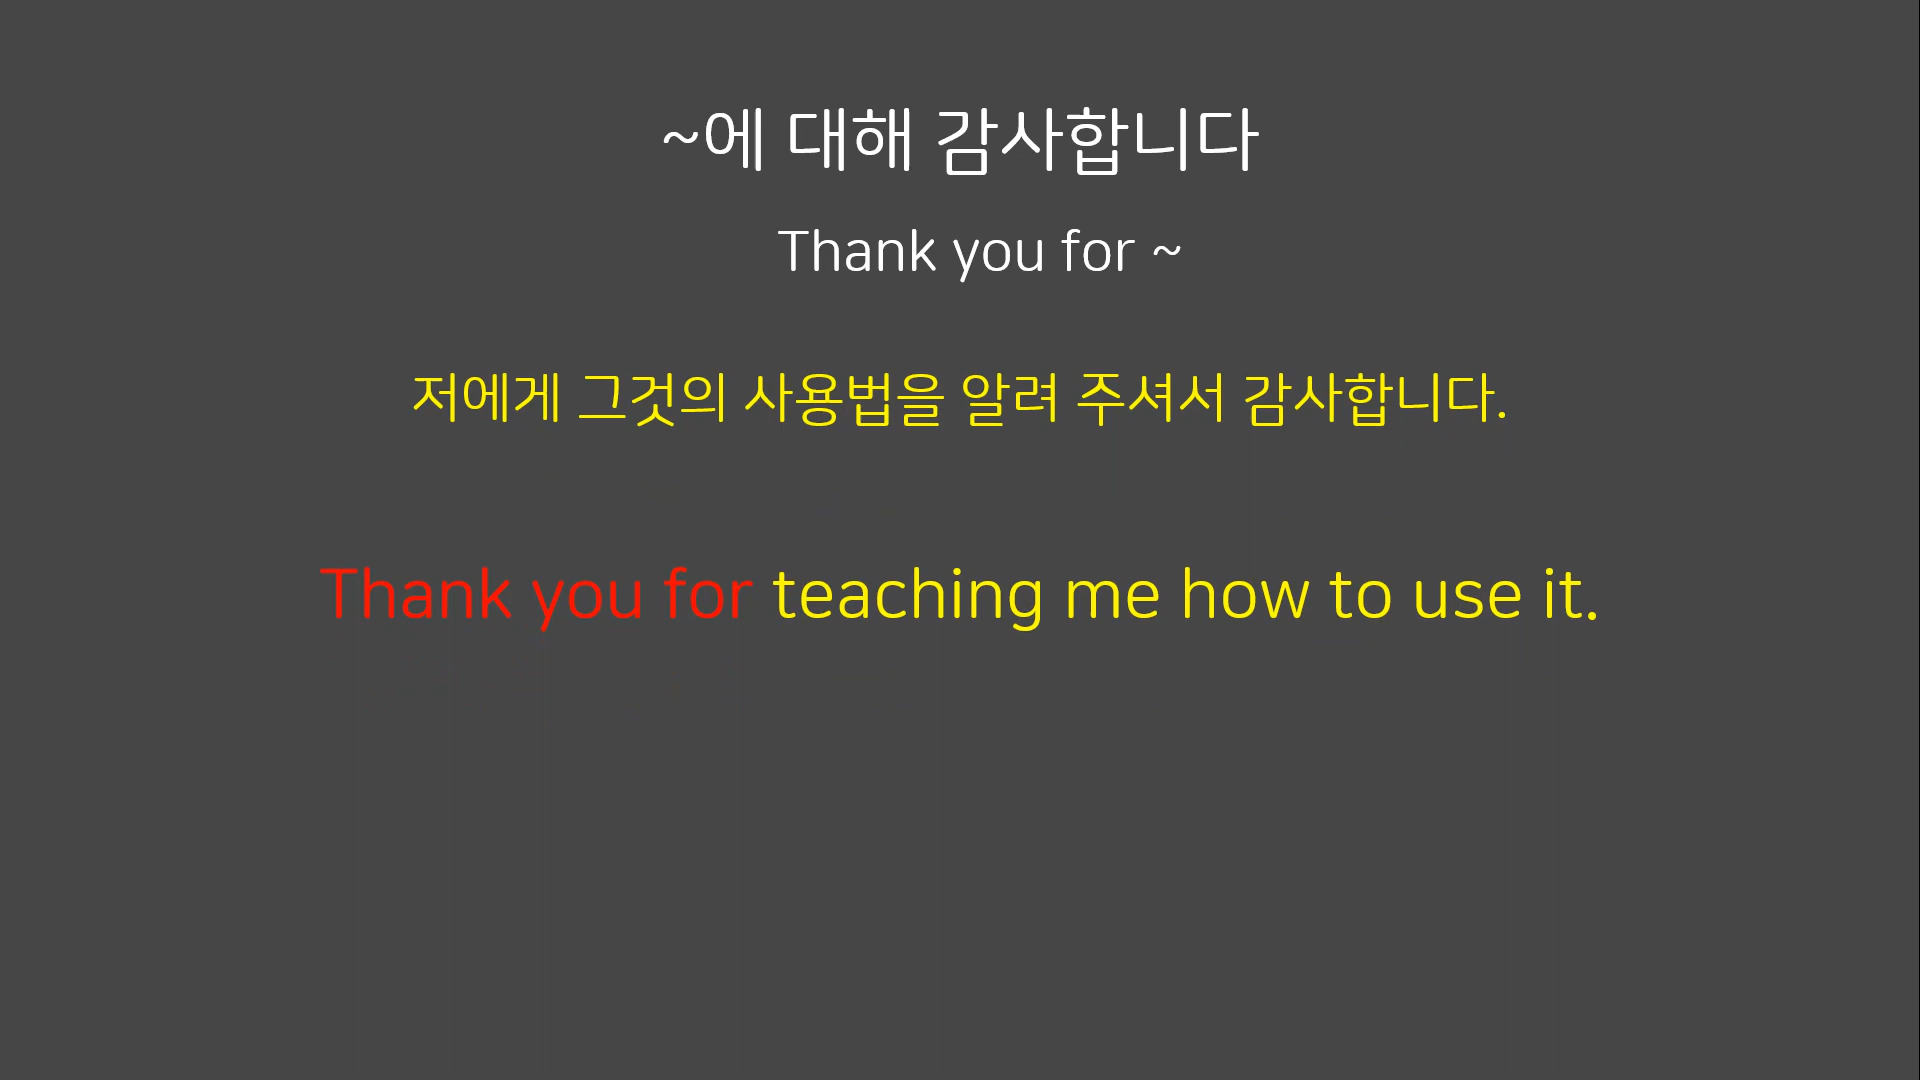 ~에 대해 감사합니다
Thank you for ~
저에게 그것의 사용법을 알려 주셔서 감사합니다.
Thank you for teaching me how to use it.